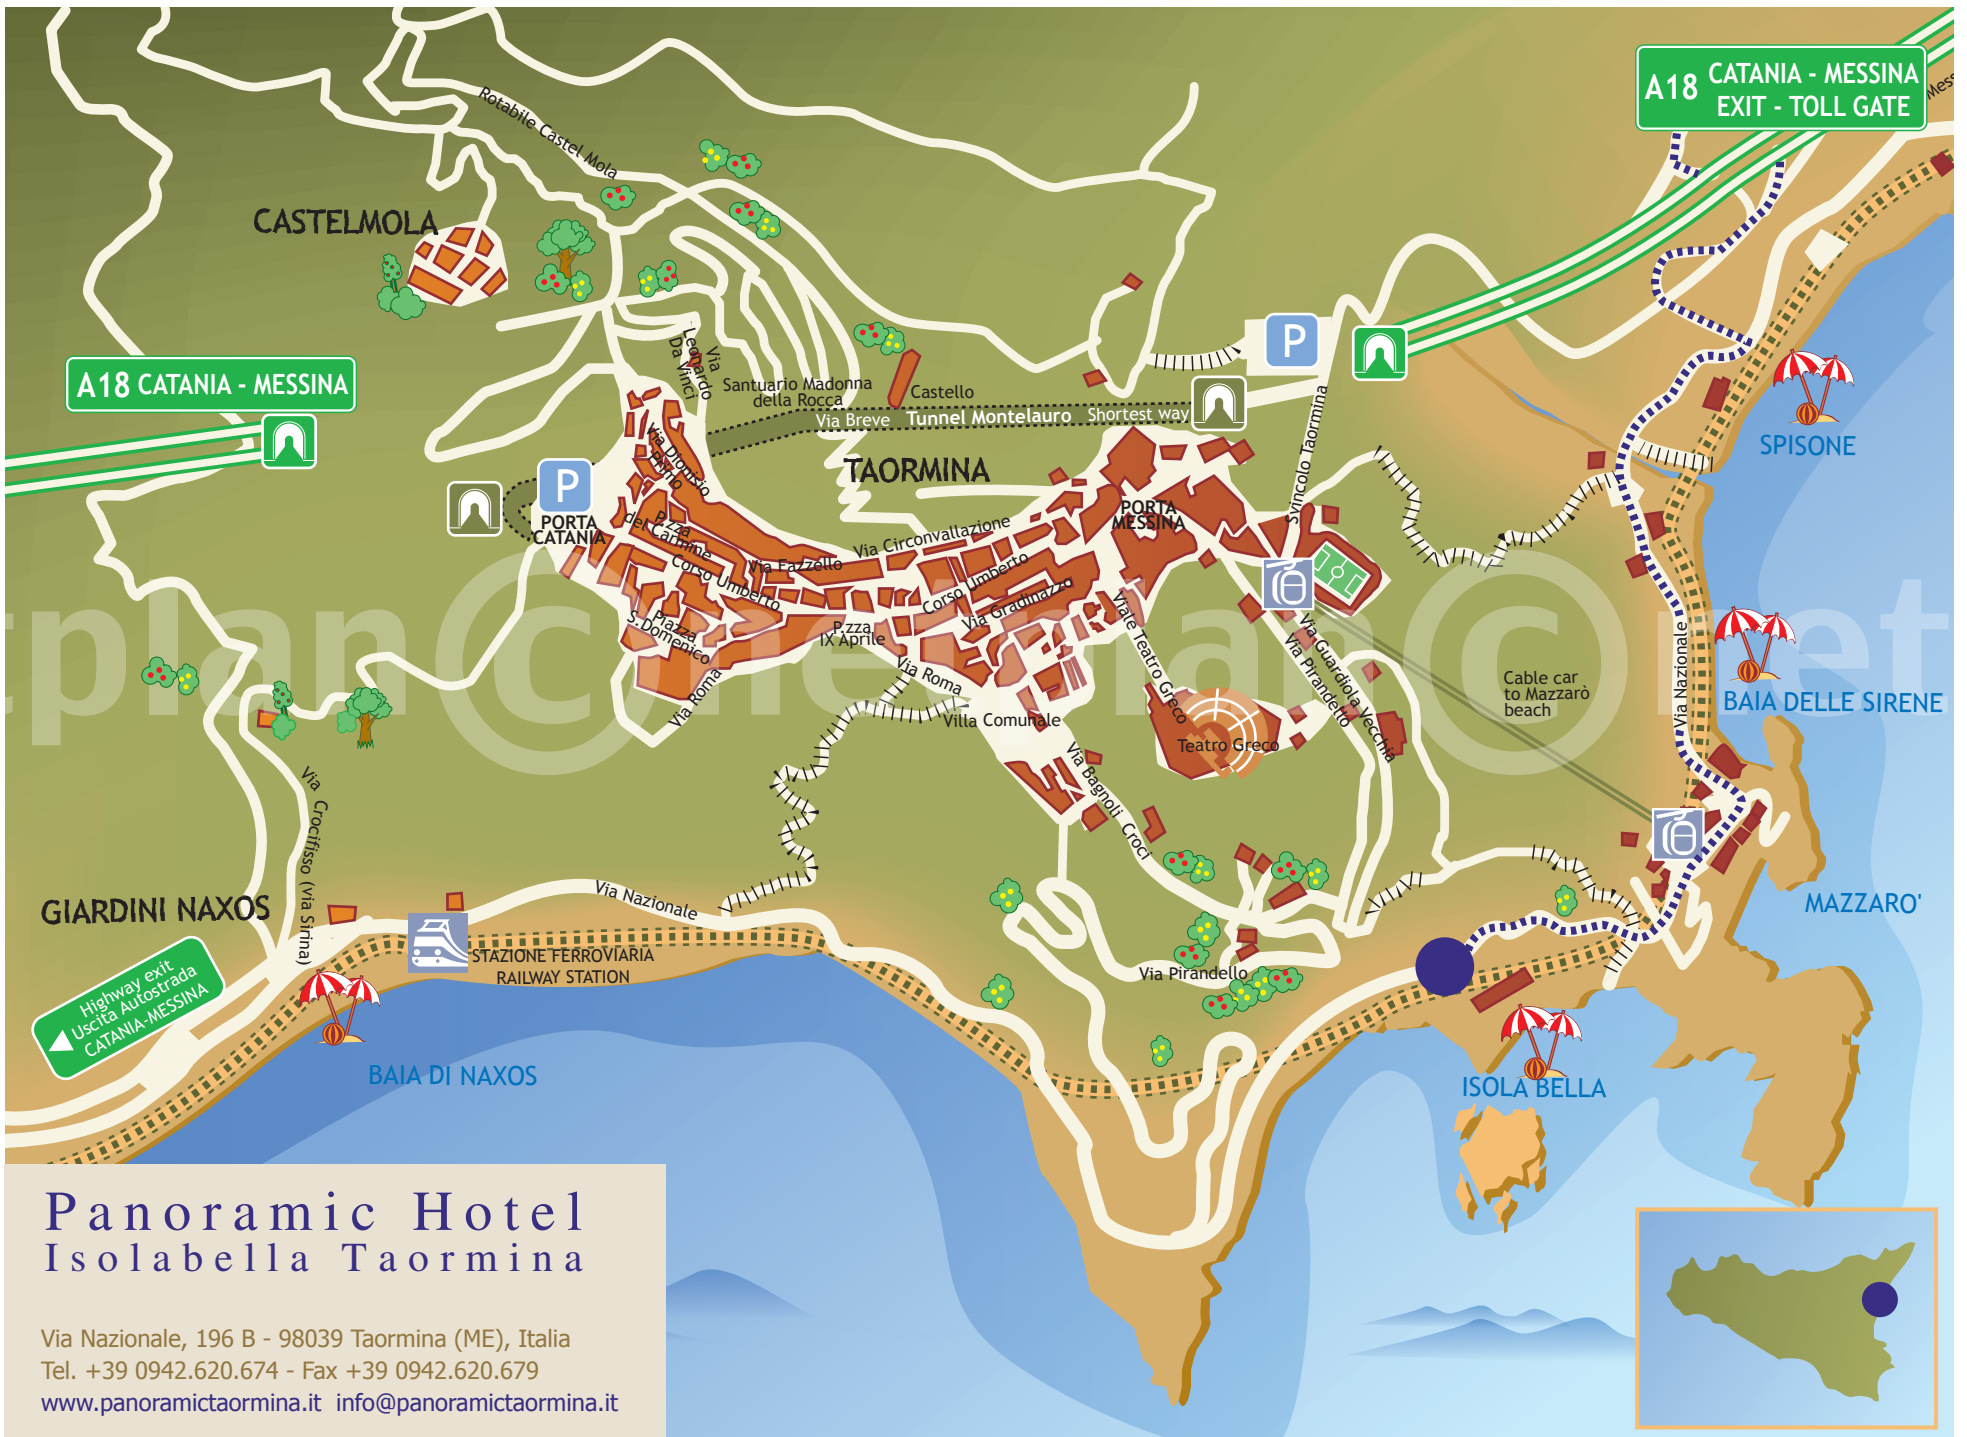 A18 CATANIA - MESSINA
EXIT - TOLL GATE
Rotabile Castel Mola
CASTELMOLA
Via
Leonardo
Da Vinci
Santuario Madonna
della Rocca
Castello
Via Breve Tunnel Montelauro Shortest way
P
A18 CATANIA - MESSINA
Svincolo Taormina
SPISONE
Via Dionisio
Primo
TAORMINA
P
PORTA
CATANIA
PORTA
MESSINA
P.zza
del Carmine
Via Circonvallazione
Via Fazzello
Corso Umberto
Corso Umberto
Via Gradinazzo
Piazza
S.Domenico
P.zza
IX Aprile
Via Roma
Via Roma
Villa Comunale
Viale Teatro Greco
Teatro Greco
Via Guardiola Vecchia
Via Pirandello
Cable car
to Mazzarò
beach
Via Nazionale
BAIA DELLE SIRENE
tplan © netplan © net
Via Bagnoli Croci
Via Crocifisso (via Sirina)
GIARDINI NAXOS
Via Nazionale
MAZZARO'
STAZIONE FERROVIARIA
RAILWAY STATION
Via Pirandello
Highway exit
Uscita Autostrada
CATANIA-MESSINA
BAIA DI NAXOS
ISOLA BELLA
Panoramic Hotel
Isolabella Taormina
Via Nazionale, 196 B - 98039 Taormina (ME), Italia
Tel. +39 0942.620.674 - Fax +39 0942.620.679
www.panoramictaormina.it info@panoramictaormina.it